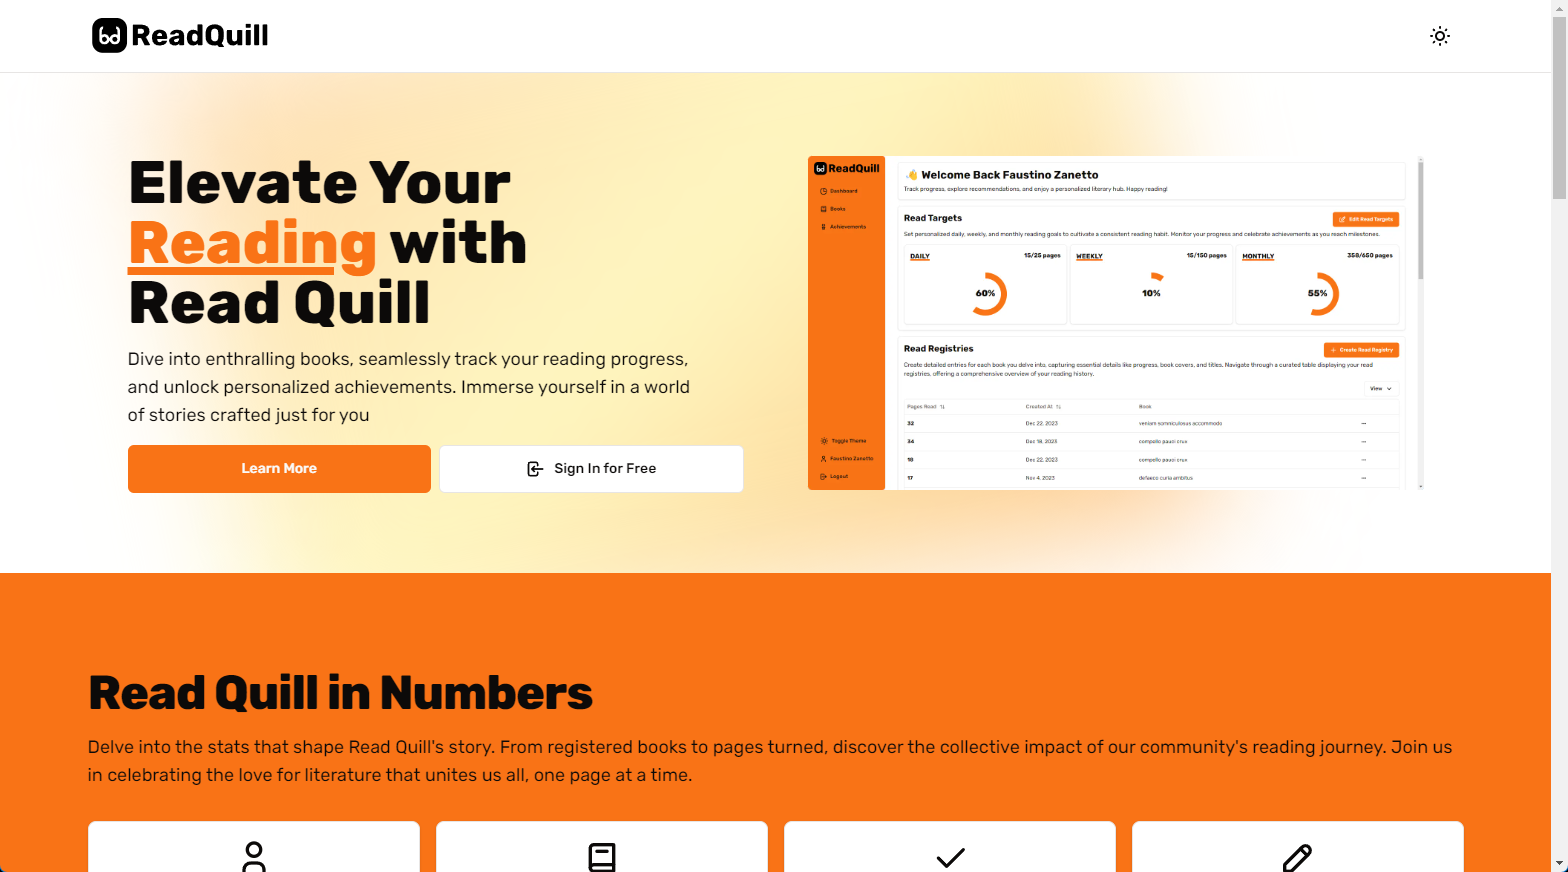 ReadQuill
Elevate Your
Reading with
Read Quill
Dive into enthralling books, seamlessly track your reading progress,
and unlock personalized achievements. Immerse yourself in a world
of stories crafted just for you
Learn More
Sign In for Free
ReadQuill
Dashboard
Books
Achievements
Toggle Theme
Faustino Zanetto
Logout
👋 Welcome Back Faustino Zanetto
Track progress, explore recommendations, and enjoy a personalized literary hub. Happy reading!
Read Targets
Edit Read Targets
Set personalized daily, weekly, and monthly reading goals to cultivate a consistent reading habit. Monitor your progress and celebrate achievements as you reach milestones.
DAILY 15/25 pages
60%
WEEKLY 15/150 pages
10%
MONTHLY 358/650 pages
55%
Read Registries
Create Read Registry
Create detailed entries for each book you delve into, capturing essential details like progress, book covers, and titles. Navigate through a curated table displaying your read
registries, offering a comprehensive overview of your reading history.
View
Pages Read Created At Book
32 Dec 22, 2023 veniam somniculosus accommodo
34 Dec 18, 2023 compello pauci crux
16 Dec 22, 2023 compello pauci crux
17 Nov 4, 2023 defaeco curia ambitus
Read Quill in Numbers
Delve into the stats that shape Read Quill's story. From registered books to pages turned, discover the collective impact of our community's reading journey. Join us
in celebrating the love for literature that unites us all, one page at a time.